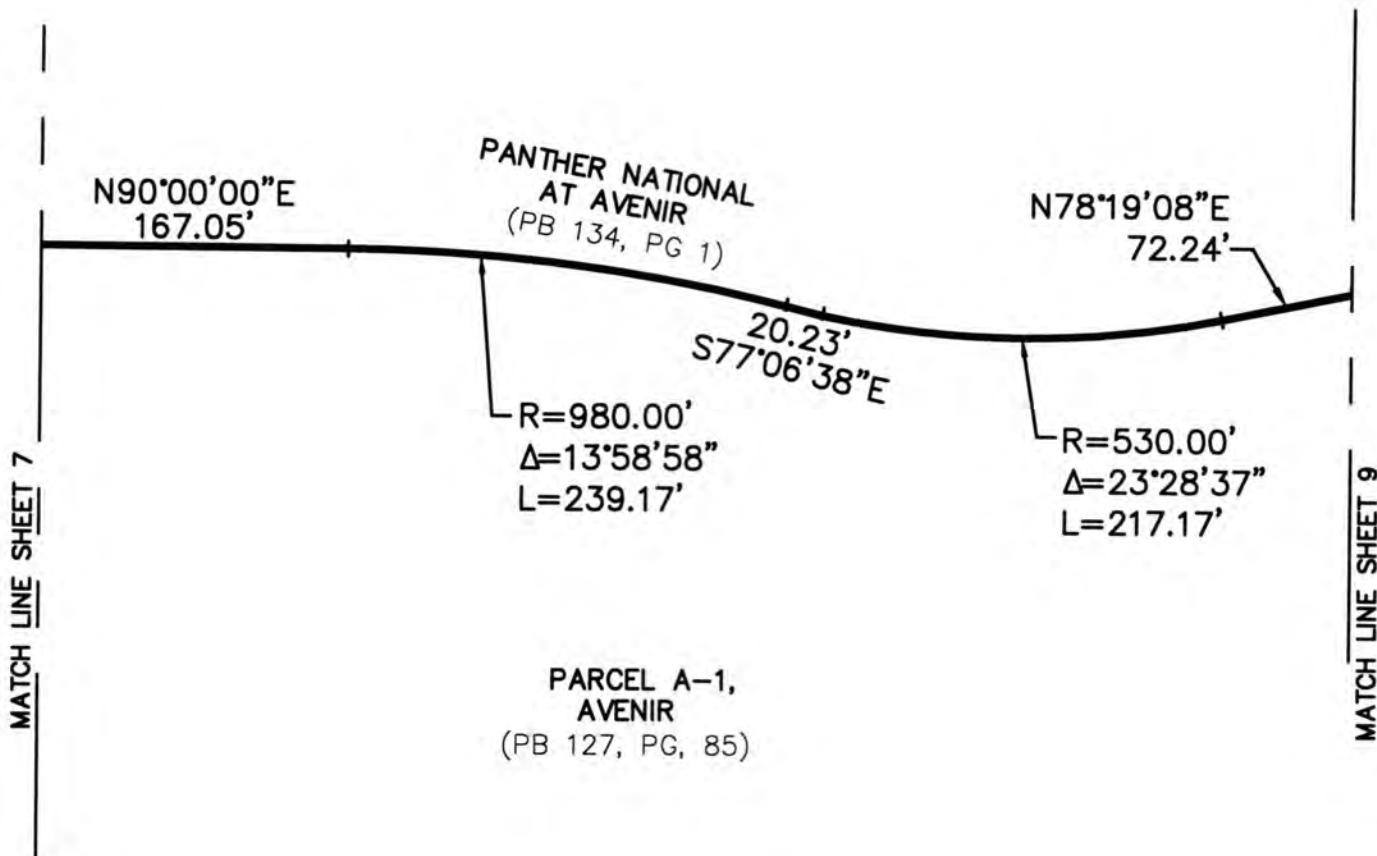 PANTHER NATIONAL
AT AVENIR
(PB 134, PG 1)
N90°00'00"E
167.05'
N78°19'08"E
72.24'
20.23'
S77°06'38"E
R=980.00'
Δ=13°58'58"
L=239.17'
R=530.00'
Δ=23°28'37"
L=217.17'
MATCH LINE SHEET 7
MATCH LINE SHEET 9
PARCEL A-1,
AVENIR
(PB 127, PG, 85)